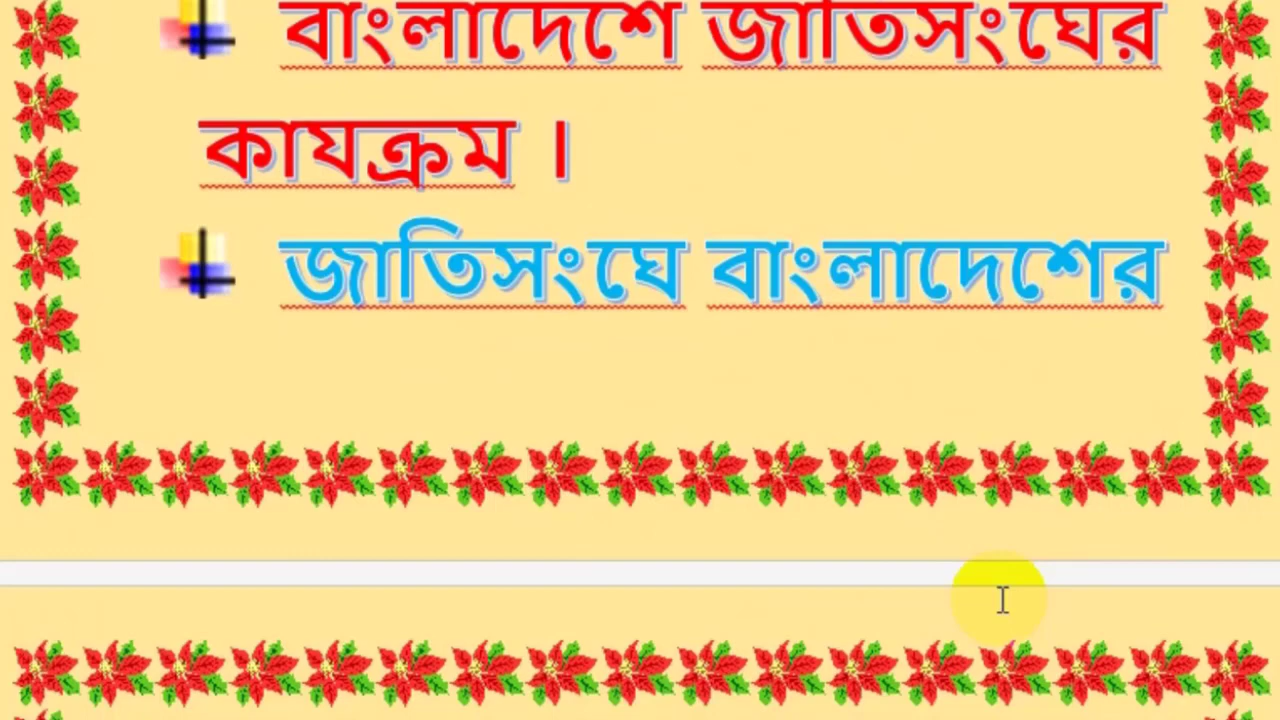 বাংলাদেশে জাতিসংঘের
কাযক্রম ।
জাতিসংঘে বাংলাদেশের